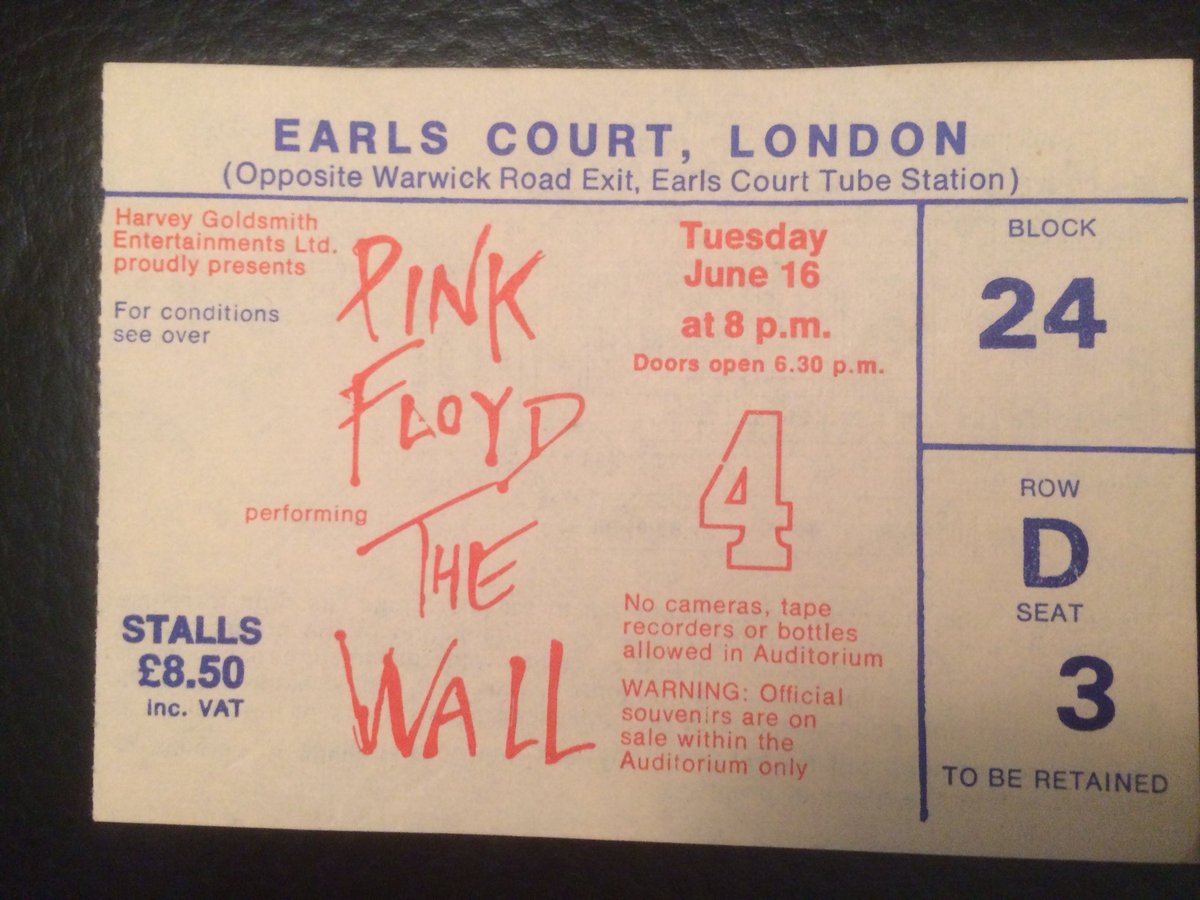 EARLS COURT, LONDON
(Opposite Warwick Road Exit, Earls Court Tube Station)
Harvey Goldsmith
Entertainments Ltd.
proudly presents
For conditions
see over
PINK
FLOYD
performing
THE
WALL
STALLS
£8.50
inc. VAT
Tuesday
June 16
at 8 p.m.
Doors open 6.30 p.m.
4
No cameras, tape
recorders or bottles
allowed in Auditorium
WARNING: Official
souvenirs are on
sale within the
Auditorium only
BLOCK
24
ROW
D
SEAT
3
TO BE RETAINED